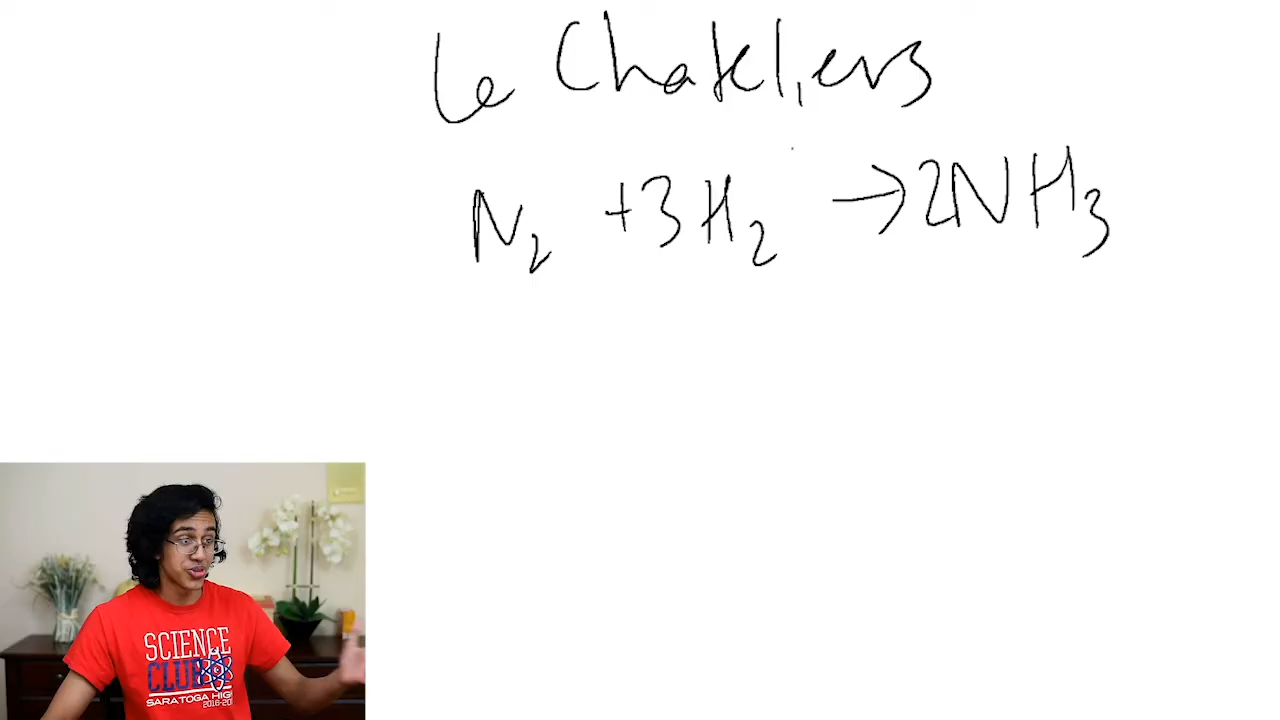 Le Chateliers
N₂ + 3H₂ → 2NH₃
SCIENCE
CLUB
SARATOGA HIGH